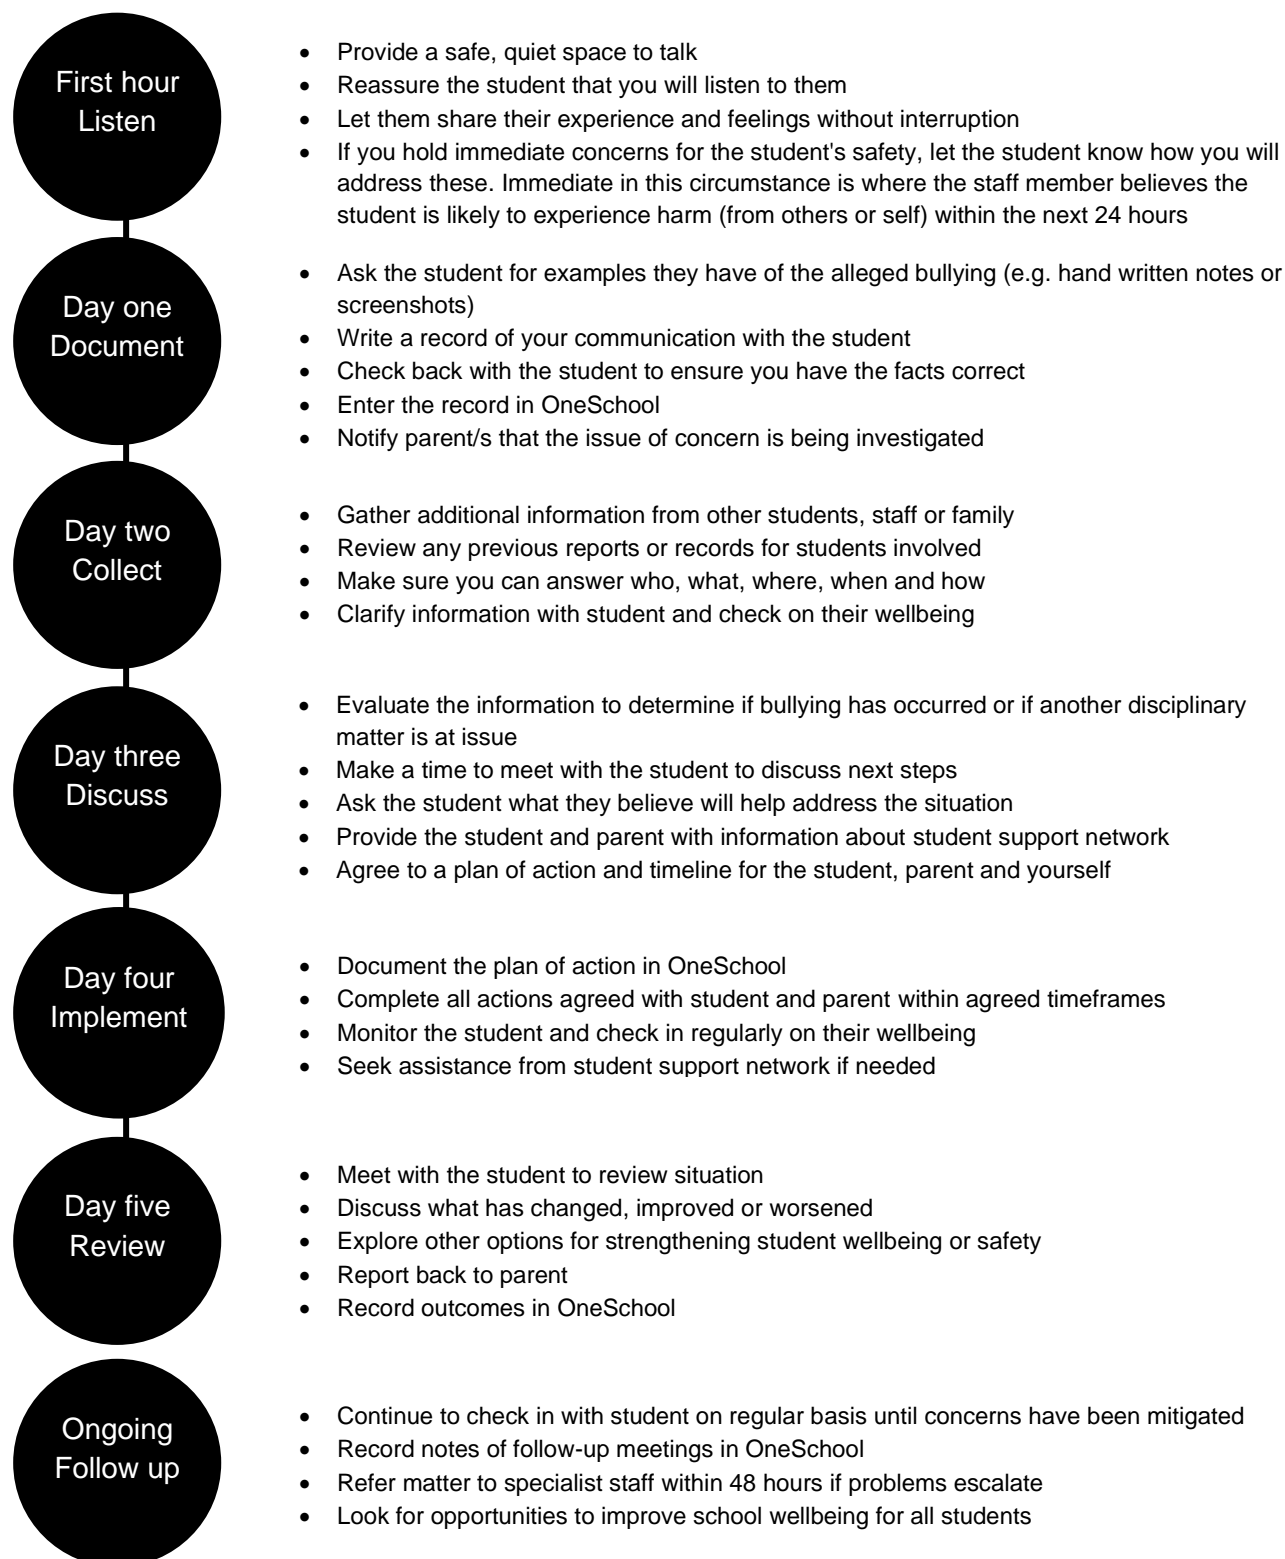 First hour
Listen
• Provide a safe, quiet space to talk
• Reassure the student that you will listen to them
• Let them share their experience and feelings without interruption
• If you hold immediate concerns for the student's safety, let the student know how you will
address these. Immediate in this circumstance is where the staff member believes the
student is likely to experience harm (from others or self) within the next 24 hours
Day one
Document
• Ask the student for examples they have of the alleged bullying (e.g. hand written notes or
screenshots)
• Write a record of your communication with the student
• Check back with the student to ensure you have the facts correct
• Enter the record in OneSchool
• Notify parent/s that the issue of concern is being investigated
Day two
Collect
• Gather additional information from other students, staff or family
• Review any previous reports or records for students involved
• Make sure you can answer who, what, where, when and how
• Clarify information with student and check on their wellbeing
Day three
Discuss
• Evaluate the information to determine if bullying has occurred or if another disciplinary
matter is at issue
• Make a time to meet with the student to discuss next steps
• Ask the student what they believe will help address the situation
• Provide the student and parent with information about student support network
• Agree to a plan of action and timeline for the student, parent and yourself
Day four
Implement
• Document the plan of action in OneSchool
• Complete all actions agreed with student and parent within agreed timeframes
• Monitor the student and check in regularly on their wellbeing
• Seek assistance from student support network if needed
Day five
Review
• Meet with the student to review situation
• Discuss what has changed, improved or worsened
• Explore other options for strengthening student wellbeing or safety
• Report back to parent
• Record outcomes in OneSchool
Ongoing
Follow up
• Continue to check in with student on regular basis until concerns have been mitigated
• Record notes of follow-up meetings in OneSchool
• Refer matter to specialist staff within 48 hours if problems escalate
• Look for opportunities to improve school wellbeing for all students